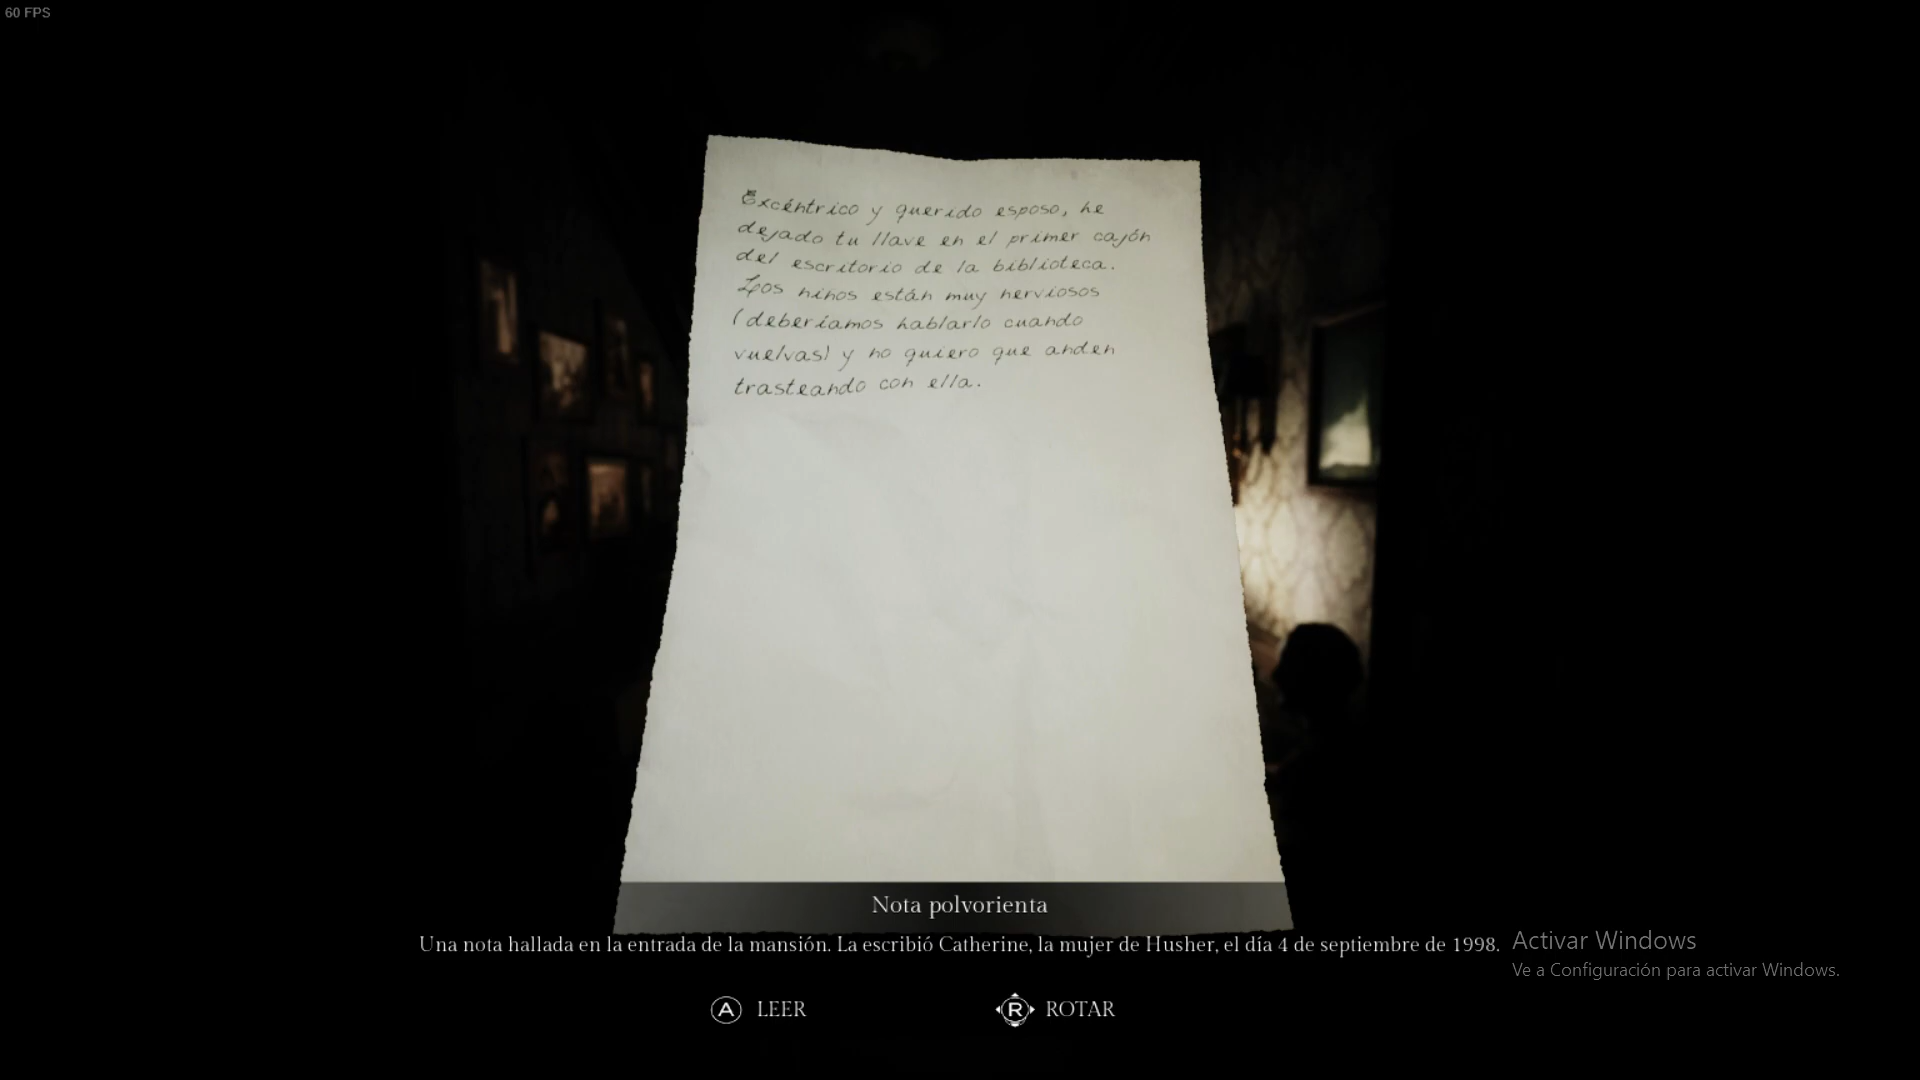 60 FPS
Excéntrico y querido esposo, he
dejado tu llave en el primer cajón
del escritorio de la biblioteca.
Los niños están muy nerviosos
(deberíamos hablarlo cuando
vuelvas) y no quiero que anden
trasteando con ella.
Nota polvorienta
Una nota hallada en la entrada de la mansión. La escribió Catherine, la mujer de Husher, el día 4 de septiembre de 1998.
Activar Windows
Ve a Configuración para activar Windows.
A LEER
R ROTAR